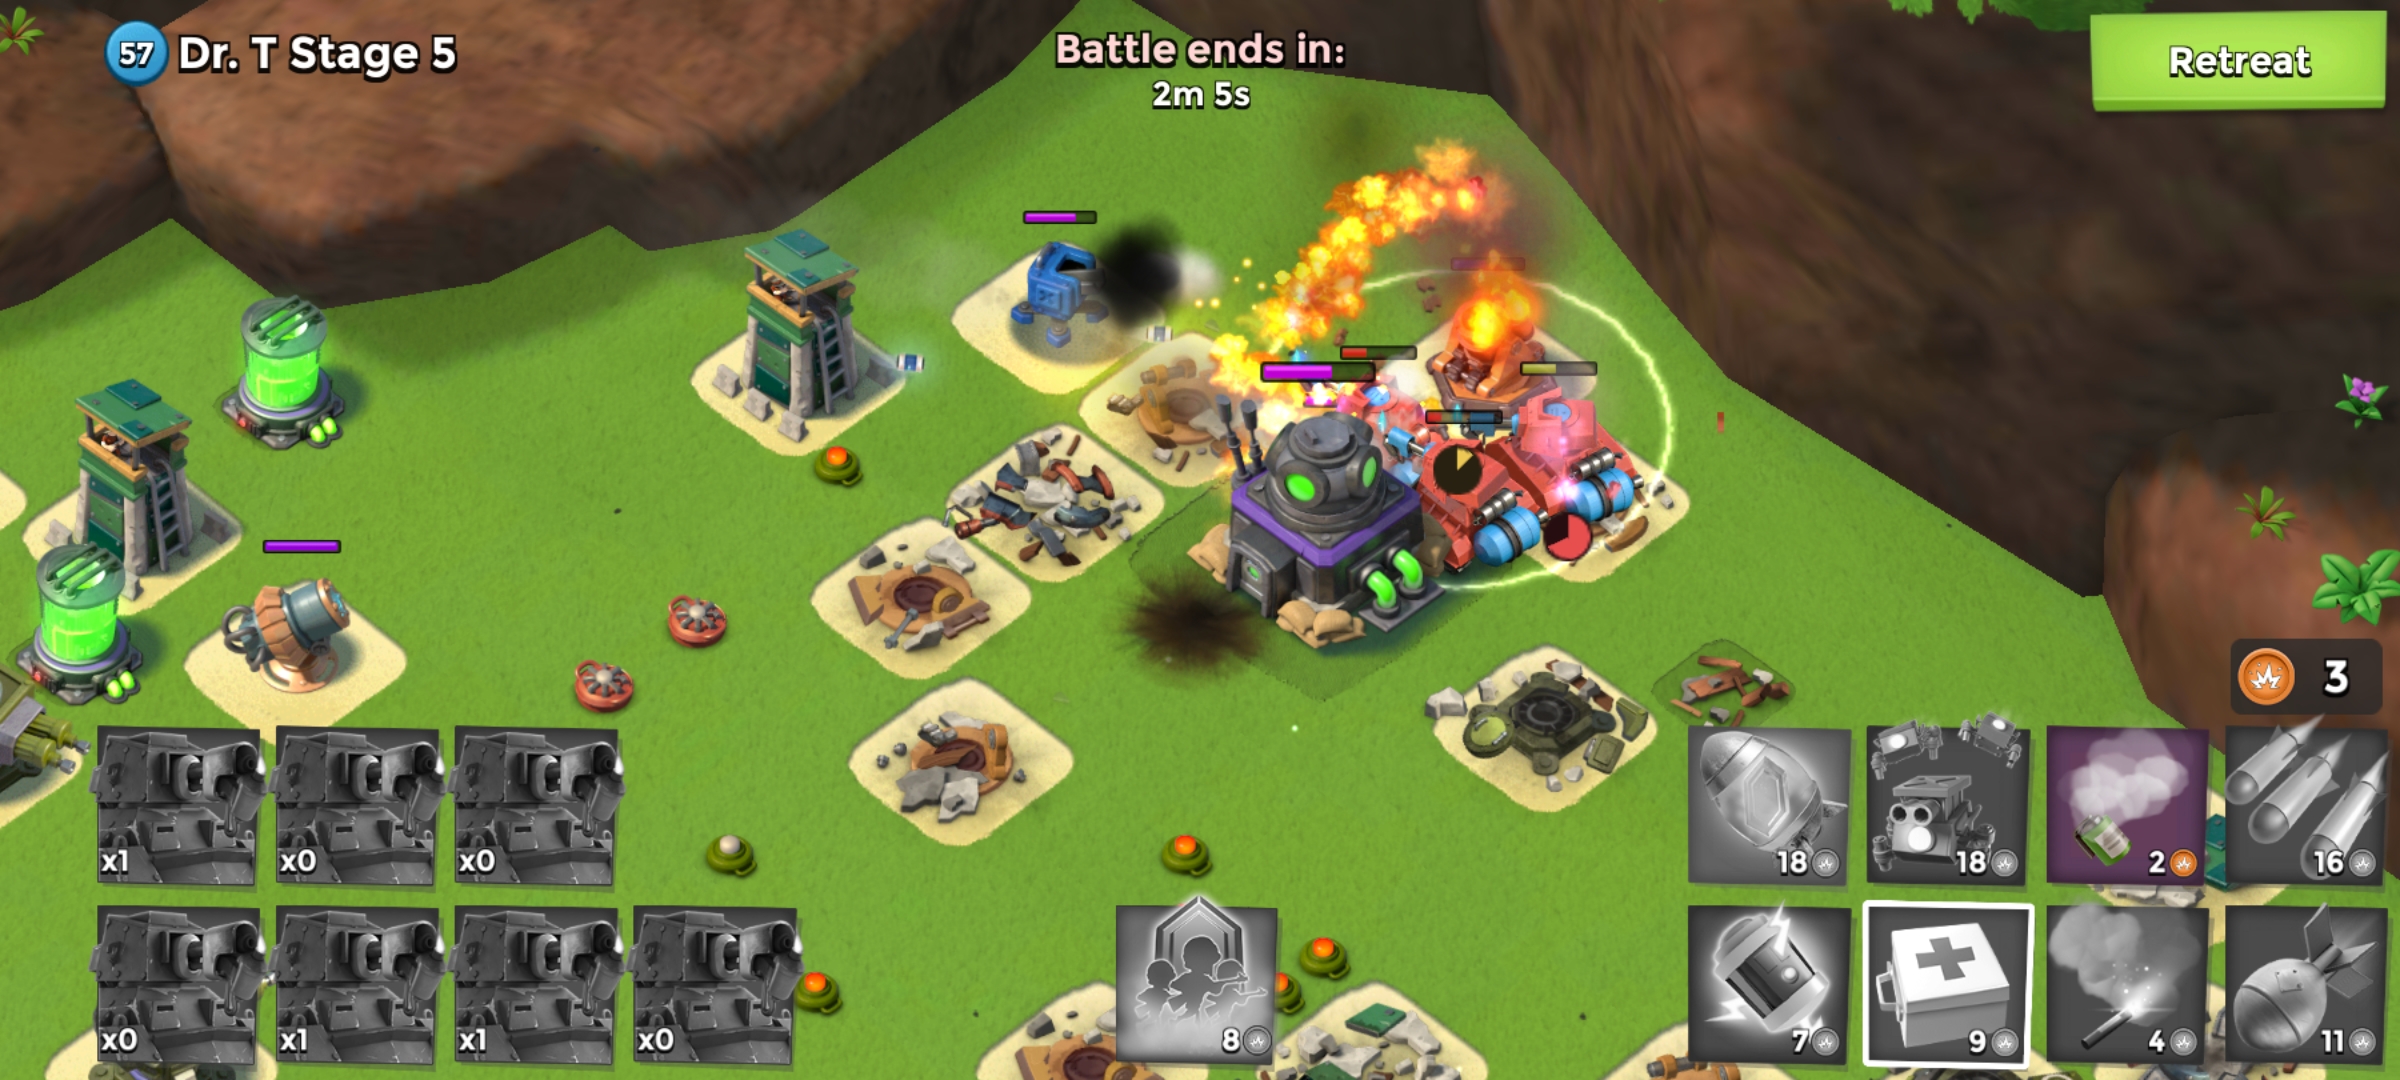 57 Dr. T Stage 5
Battle ends in:
2m 5s
Retreat
3
x1
x0
x0
18
18
2
16
x0
x1
x1
x0
8
7
9
4
11